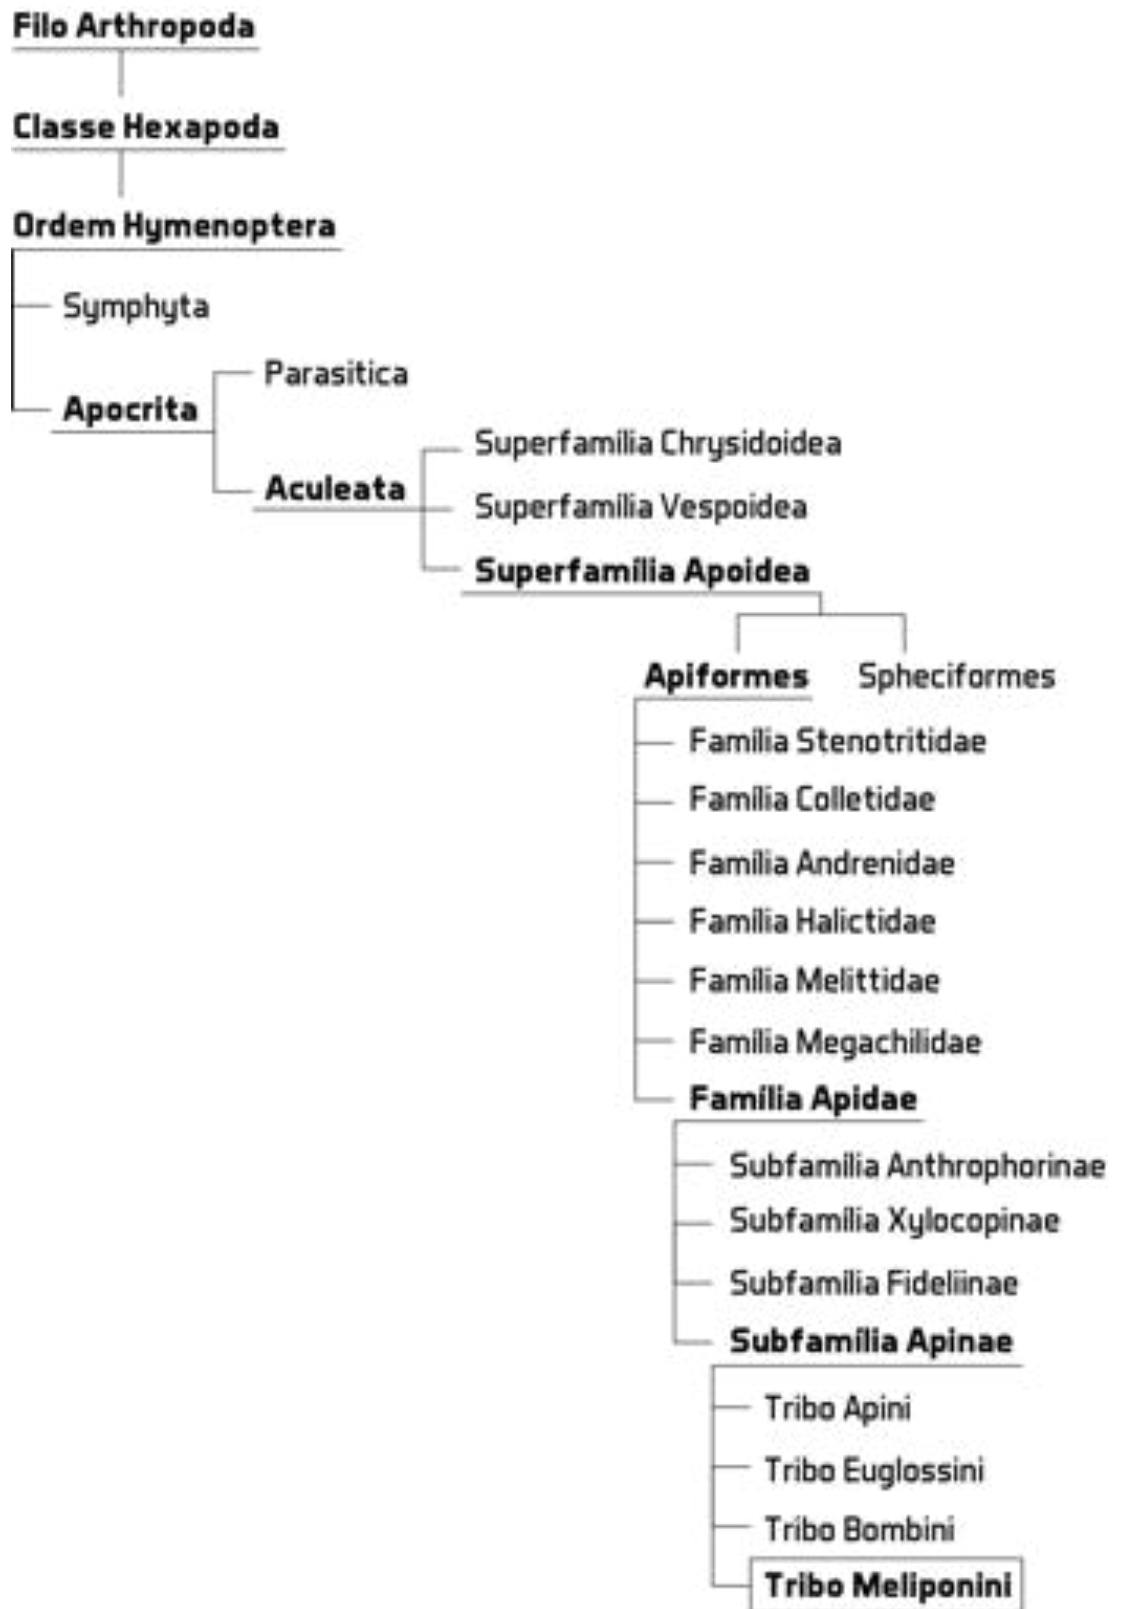 Filo Arthropoda
Classe Hexapoda
Ordem Hymenoptera
Symphyta
Parasitica
Apocrita
Superfamília Chrysidoidea
Aculeata
Superfamília Vespoidea
Superfamília Apoidea
Apiformes Spheciformes
Família Stenotritidae
Família Colletidae
Família Andrenidae
Família Halictidae
Família Melittidae
Família Megachilidae
Família Apidae
Subfamília Anthrophorinae
Subfamília Xylocopinae
Subfamília Fideliinae
Subfamília Apinae
Tribo Apini
Tribo Euglossini
Tribo Bombini
Tribo Meliponini